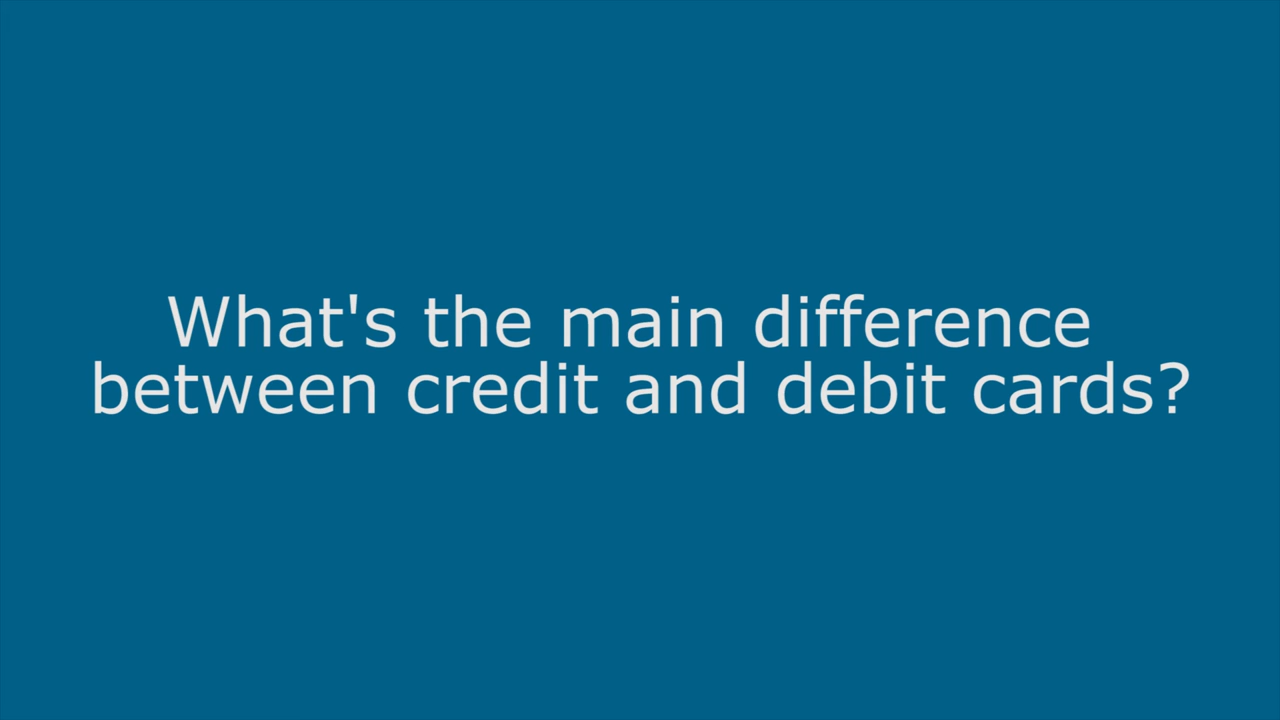 What's the main difference
between credit and debit cards?